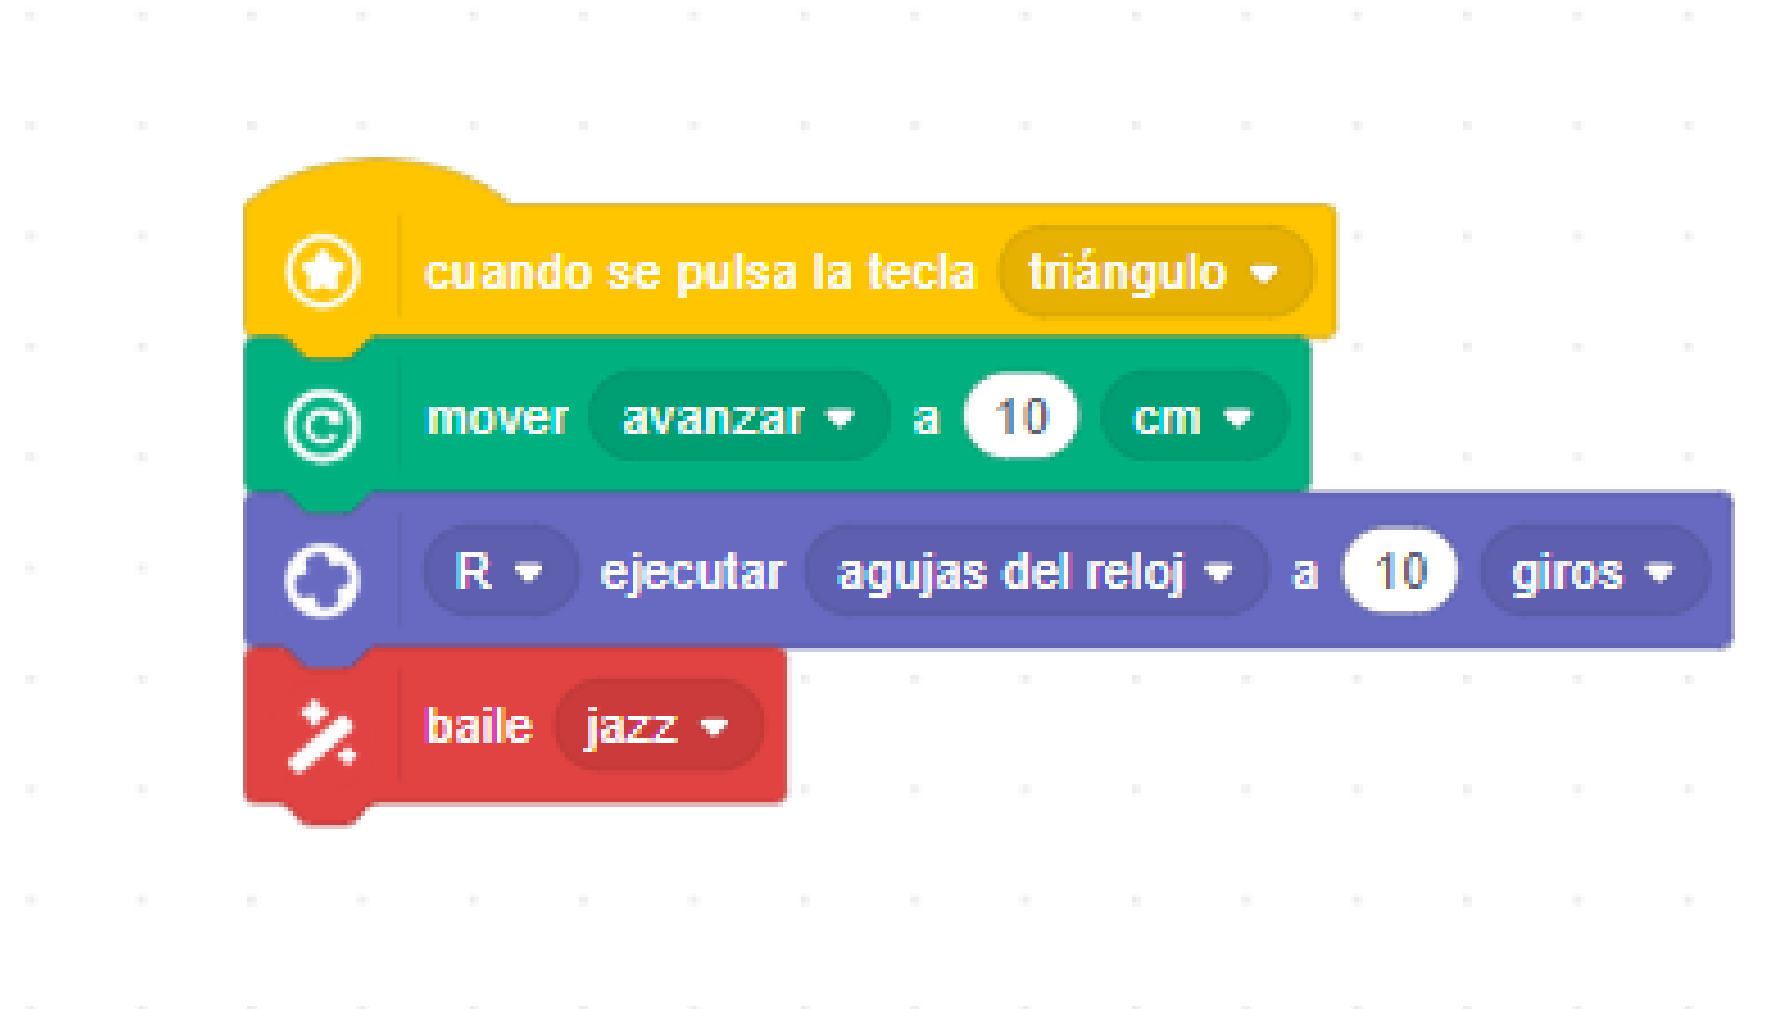 cuando se pulsa la tecla triángulo
mover avanzar a 10 cm
R ejecutar agujas del reloj a 10 giros
baile jazz